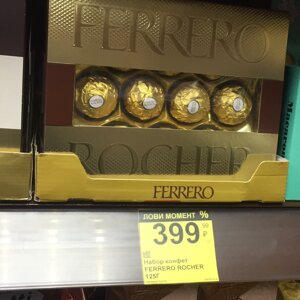 FERRERO
ROCHER
FERRERO
ЛОВИ МОМЕНТ %
399 99 ₽
Набор конфет
FERRERO ROCHER
125Г